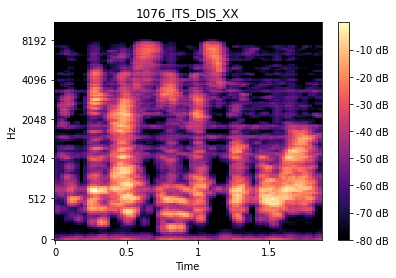 1076_ITS_DIS_XX
8192
4096
2048
1024
512
0
Hz
0
0.5
1
1.5
Time
-10 dB
-20 dB
-30 dB
-40 dB
-50 dB
-60 dB
-70 dB
-80 dB